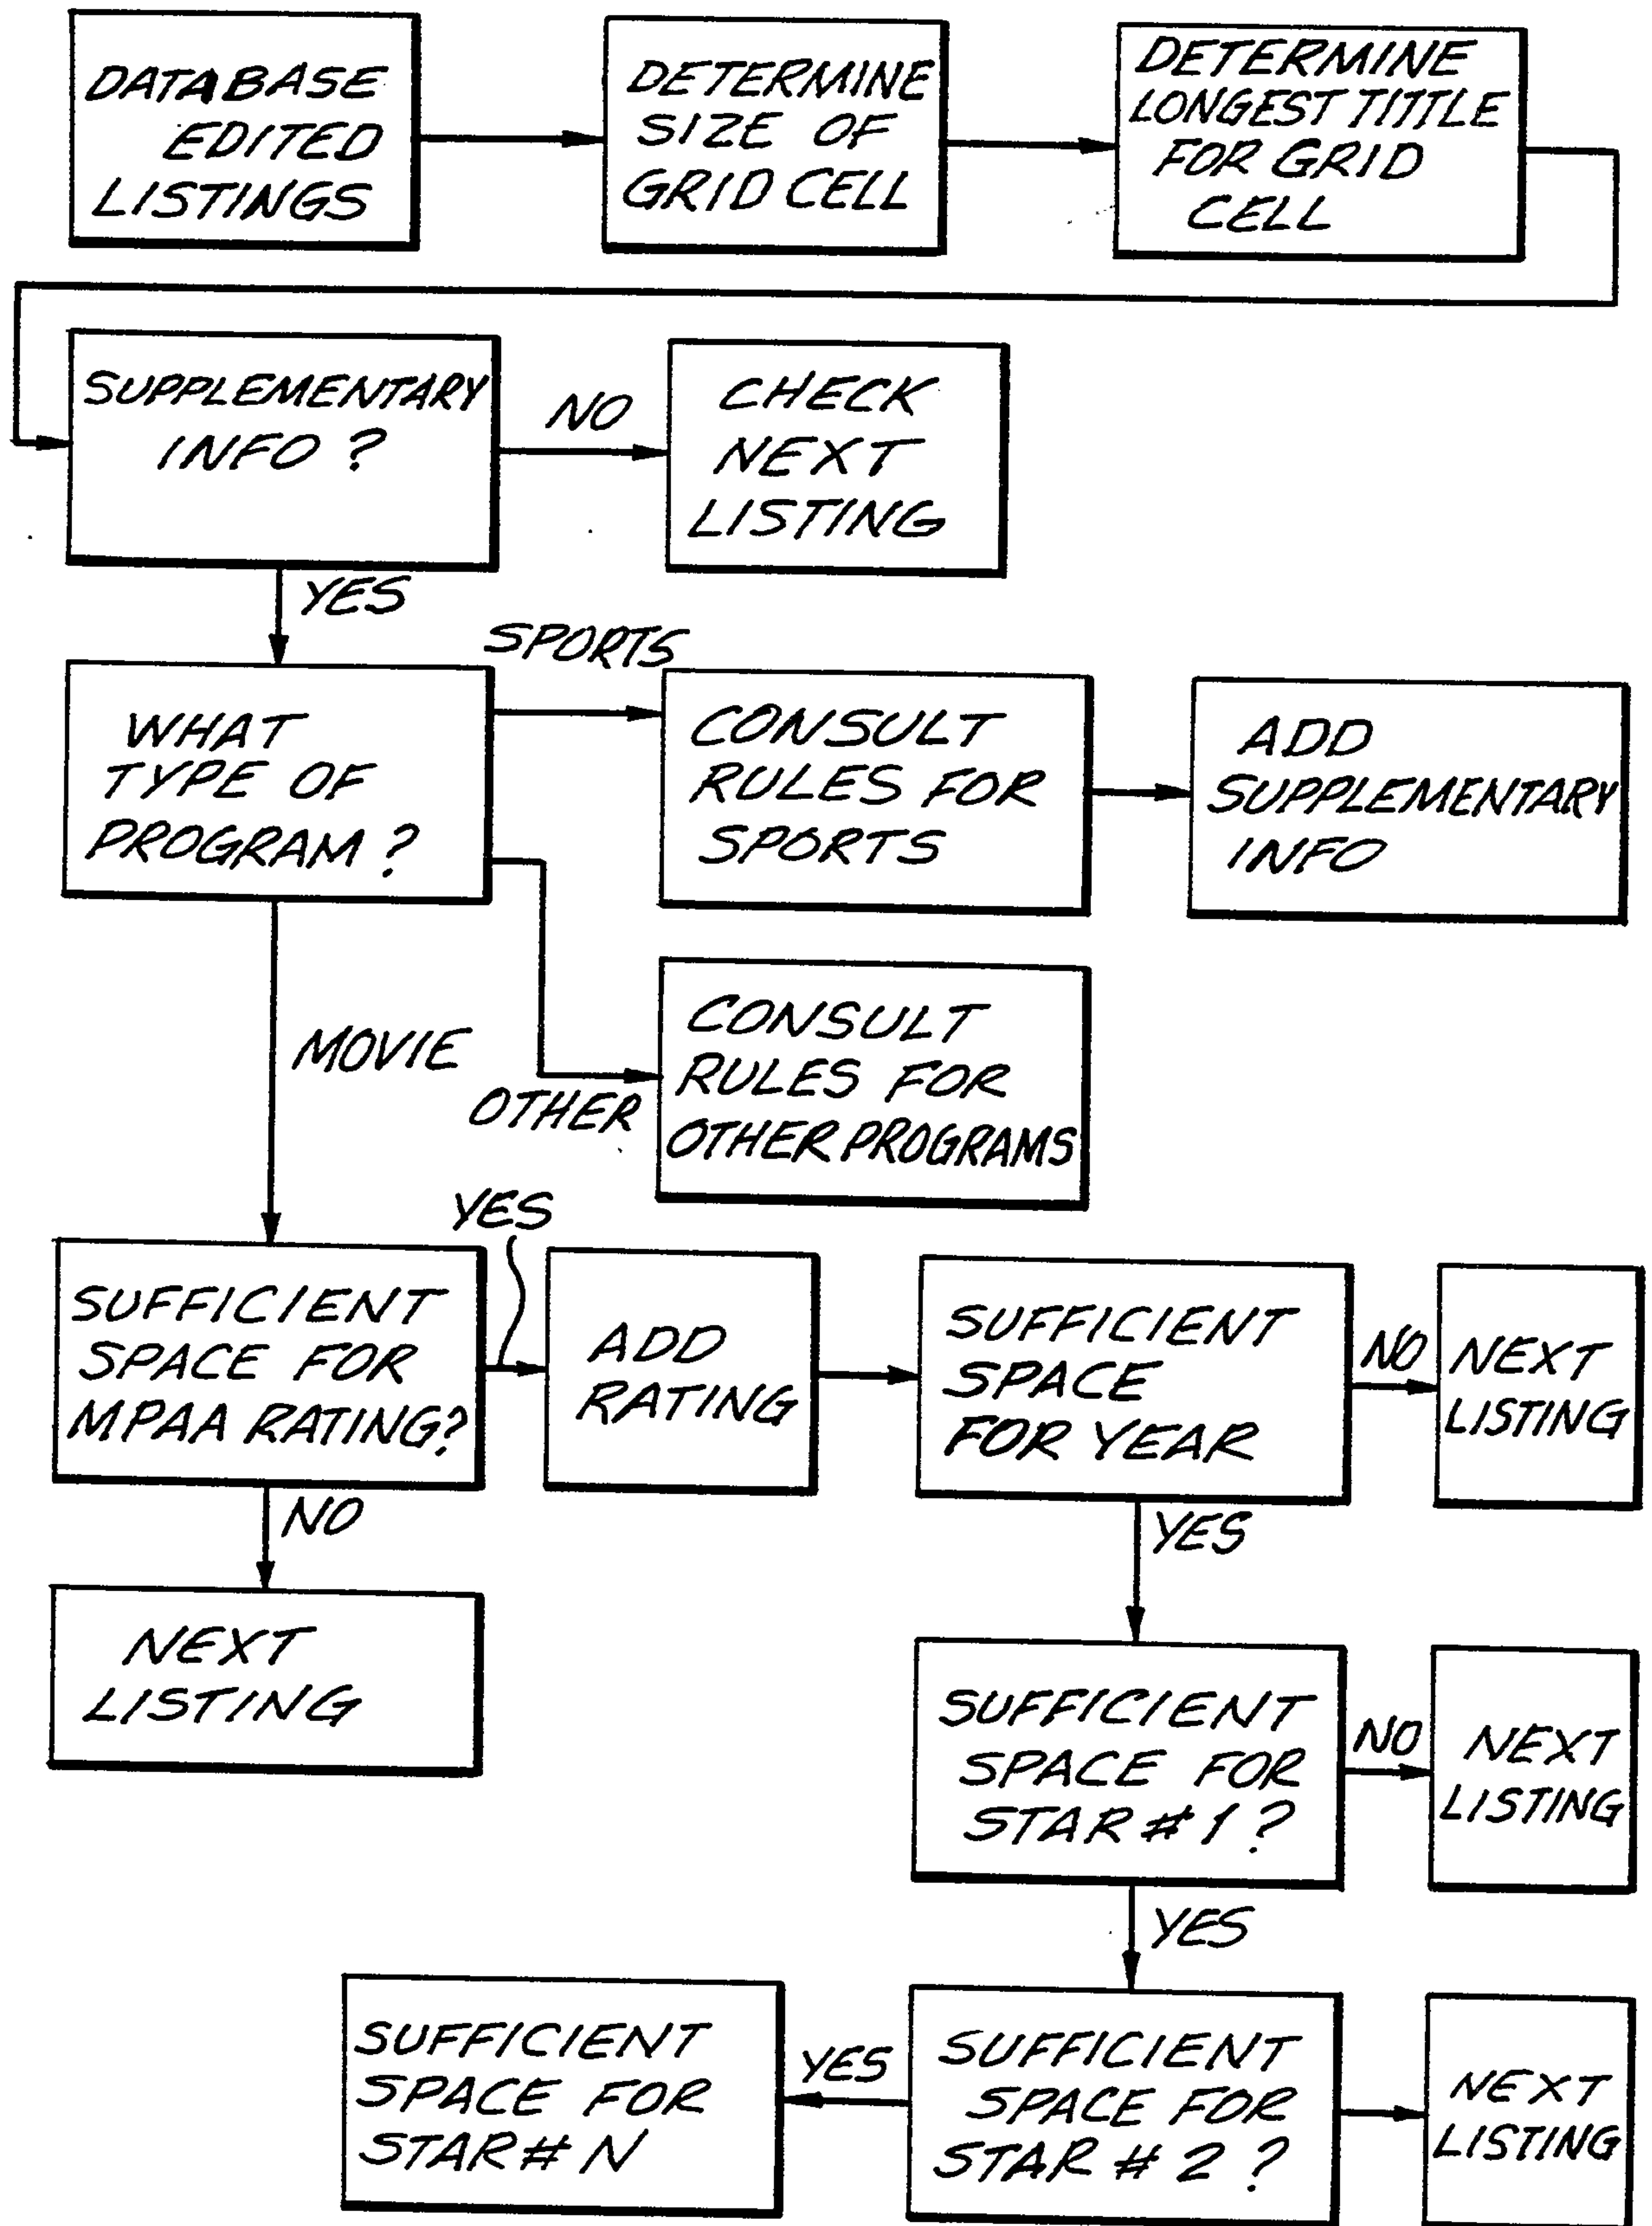 DATABASE
EDITED
LISTINGS
DETERMINE
SIZE OF
GRID CELL
DETERMINE
LONGEST TITTLE
FOR GRID
CELL
SUPPLEMENTARY
INFO?
NO
CHECK
NEXT
LISTING
YES
SPORTS
WHAT
TYPE OF
PROGRAM?
CONSULT
RULES FOR
SPORTS
ADD
SUPPLEMENTARY
INFO
MOVIE
OTHER
CONSULT
RULES FOR
OTHER PROGRAMS
YES
SUFFICIENT
SPACE FOR
MPAA RATING?
ADD
RATING
SUFFICIENT
SPACE
FOR YEAR
NO
NEXT
LISTING
NO
YES
NEXT
LISTING
SUFFICIENT
SPACE FOR
STAR #1?
NO
NEXT
LISTING
YES
SUFFICIENT
SPACE FOR
STAR# N
YES
SUFFICIENT
SPACE FOR
STAR #2?
NEXT
LISTING